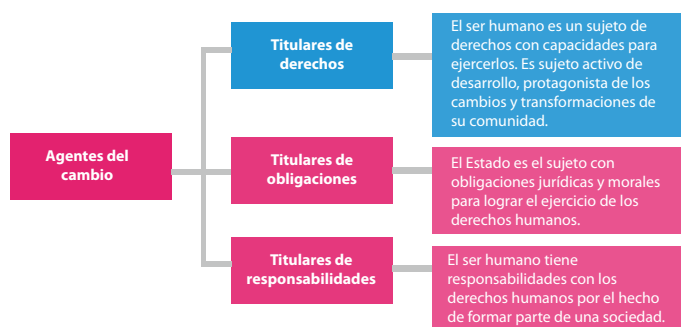 Agentes del
cambio
Titulares de
derechos
El ser humano es un sujeto de
derechos con capacidades para
ejercerlos. Es sujeto activo de
desarrollo, protagonista de los
cambios y transformaciones de
su comunidad.
Titulares de
obligaciones
El Estado es el sujeto con
obligaciones jurídicas y morales
para lograr el ejercicio de los
derechos humanos.
Titulares de
responsabilidades
El ser humano tiene
responsabilidades con los
derechos humanos por el hecho
de formar parte de una sociedad.